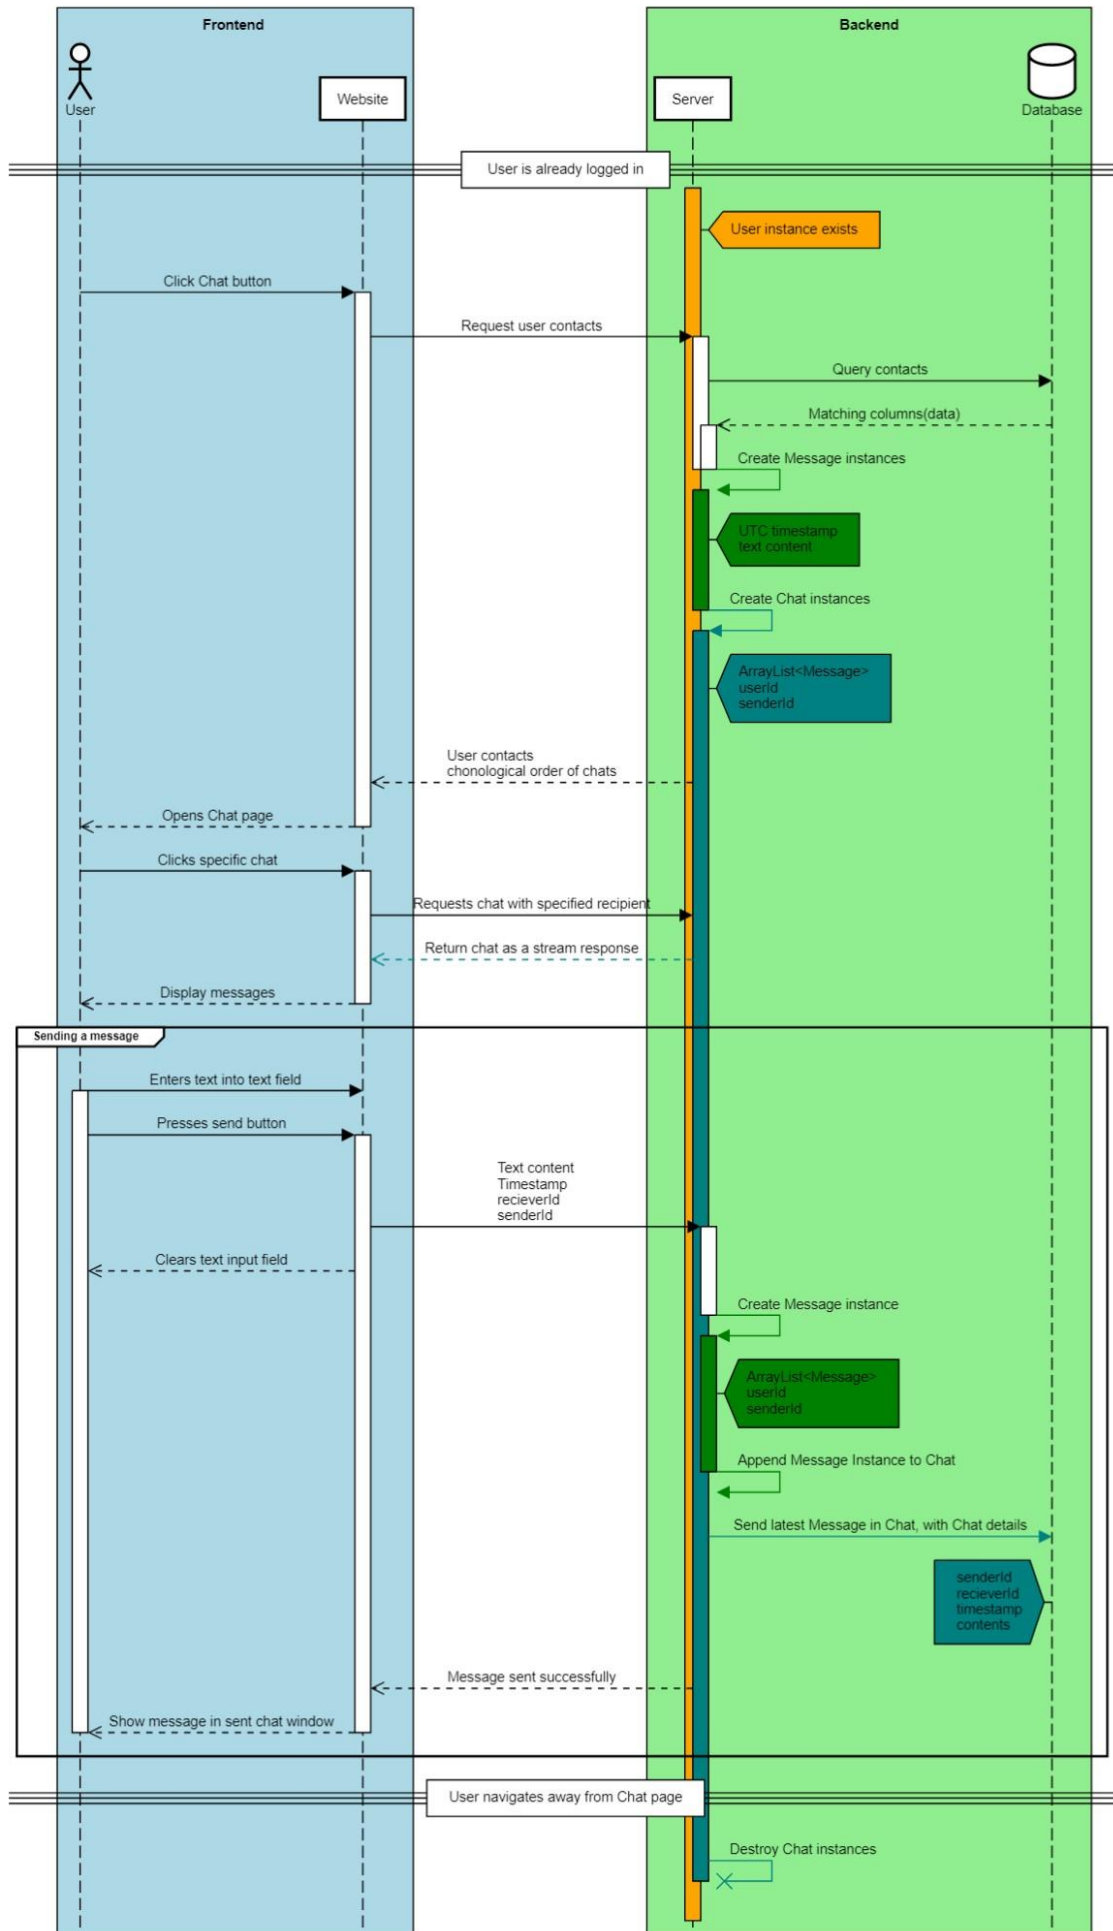 Frontend
Backend
User
Website
Server
Database
User is already logged in
User instance exists
Click Chat button
Request user contacts
Query contacts
Matching columns(data)
Create Message instances
UTC timestamp
text content
Create Chat instances
ArrayList<Message>
userId
senderId
User contacts
chonological order of chats
Opens Chat page
Clicks specific chat
Requests chat with specified recipient
Return chat as a stream response
Display messages
Sending a message
Enters text into text field
Presses send button
Text content
Timestamp
recieverId
senderId
Clears text input field
Create Message instance
ArrayList<Message>
userId
senderId
Append Message Instance to Chat
Send latest Message in Chat, with Chat details
senderId
recieverId
timestamp
contents
Message sent successfully
Show message in sent chat window
User navigates away from Chat page
Destroy Chat instances